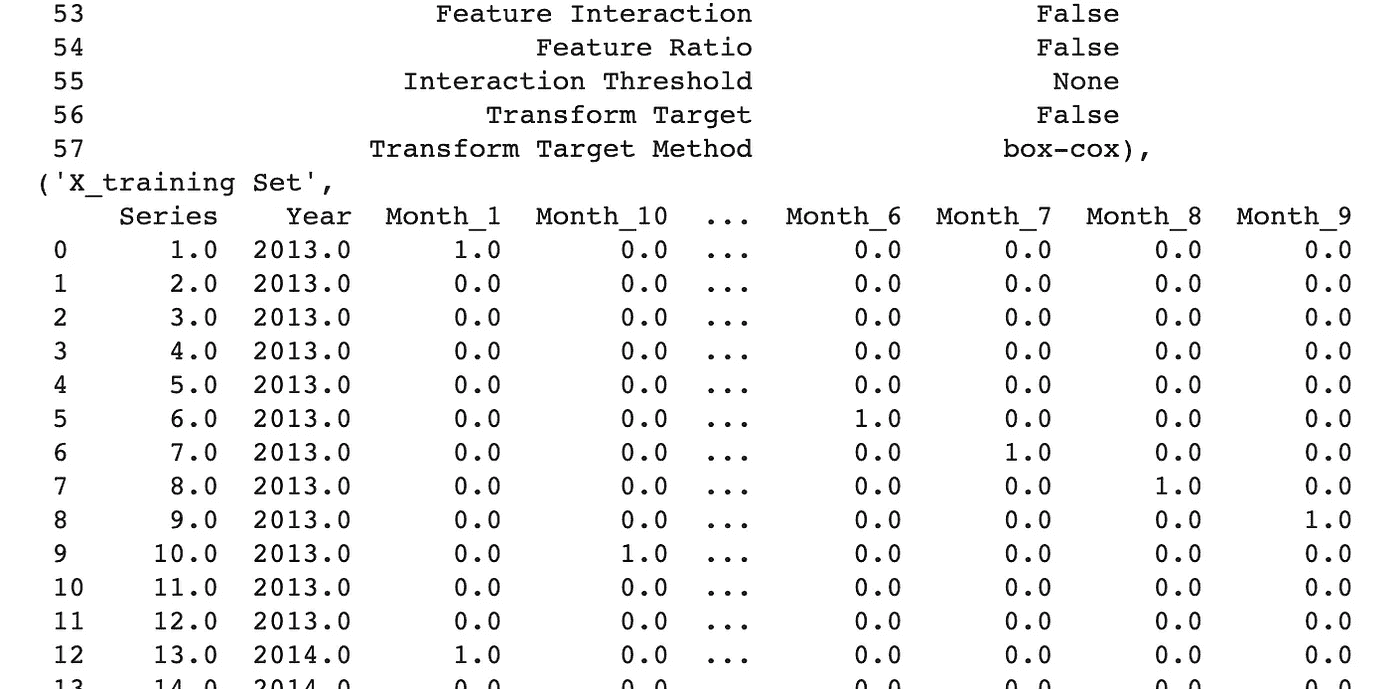 53 Feature Interaction False
54 Feature Ratio False
55 Interaction Threshold None
56 Transform Target False
57 Transform Target Method box-cox),
('X_training Set',
Series Year Month_1 Month_10 ... Month_6 Month_7 Month_8 Month_9
0 1.0 2013.0 1.0 0.0 ... 0.0 0.0 0.0 0.0
1 2.0 2013.0 0.0 0.0 ... 0.0 0.0 0.0 0.0
2 3.0 2013.0 0.0 0.0 ... 0.0 0.0 0.0 0.0
3 4.0 2013.0 0.0 0.0 ... 0.0 0.0 0.0 0.0
4 5.0 2013.0 0.0 0.0 ... 0.0 0.0 0.0 0.0
5 6.0 2013.0 0.0 0.0 ... 1.0 0.0 0.0 0.0
6 7.0 2013.0 0.0 0.0 ... 0.0 1.0 0.0 0.0
7 8.0 2013.0 0.0 0.0 ... 0.0 0.0 1.0 0.0
8 9.0 2013.0 0.0 0.0 ... 0.0 0.0 0.0 1.0
9 10.0 2013.0 0.0 1.0 ... 0.0 0.0 0.0 0.0
10 11.0 2013.0 0.0 0.0 ... 0.0 0.0 0.0 0.0
11 12.0 2013.0 0.0 0.0 ... 0.0 0.0 0.0 0.0
12 13.0 2014.0 1.0 0.0 ... 0.0 0.0 0.0 0.0
13 14.0 2014.0 0.0 0.0 0.0 0.0 0.0 0.0